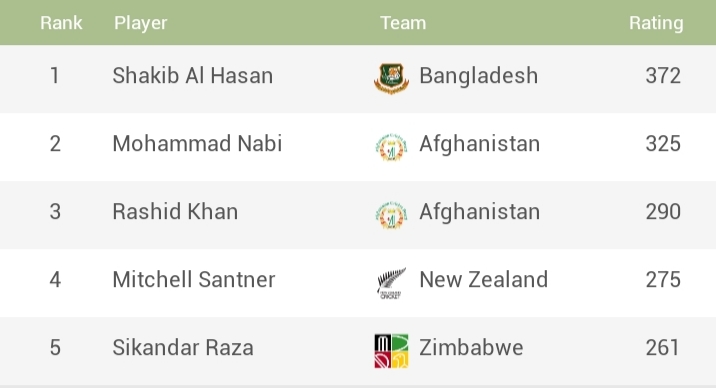 Rank Player Team Rating
1 Shakib Al Hasan Bangladesh 372
2 Mohammad Nabi Afghanistan 325
3 Rashid Khan Afghanistan 290
4 Mitchell Santner New Zealand 275
5 Sikandar Raza Zimbabwe 261